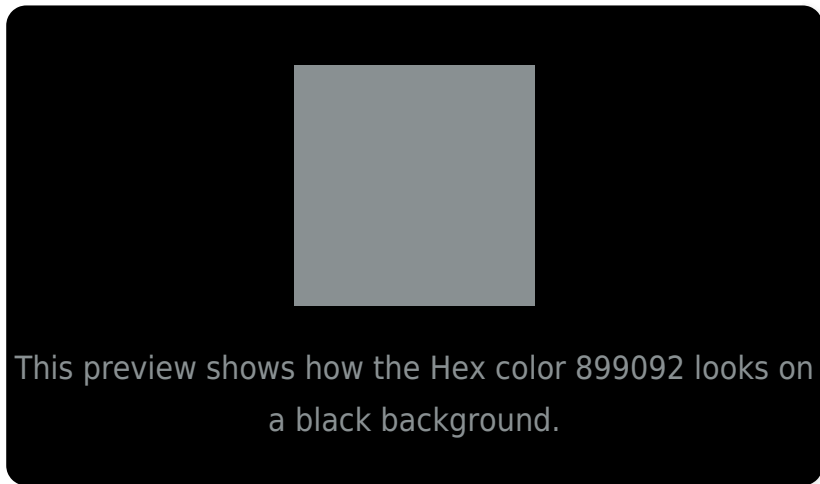 This preview shows how the Hex color 899092 looks on
a black background.